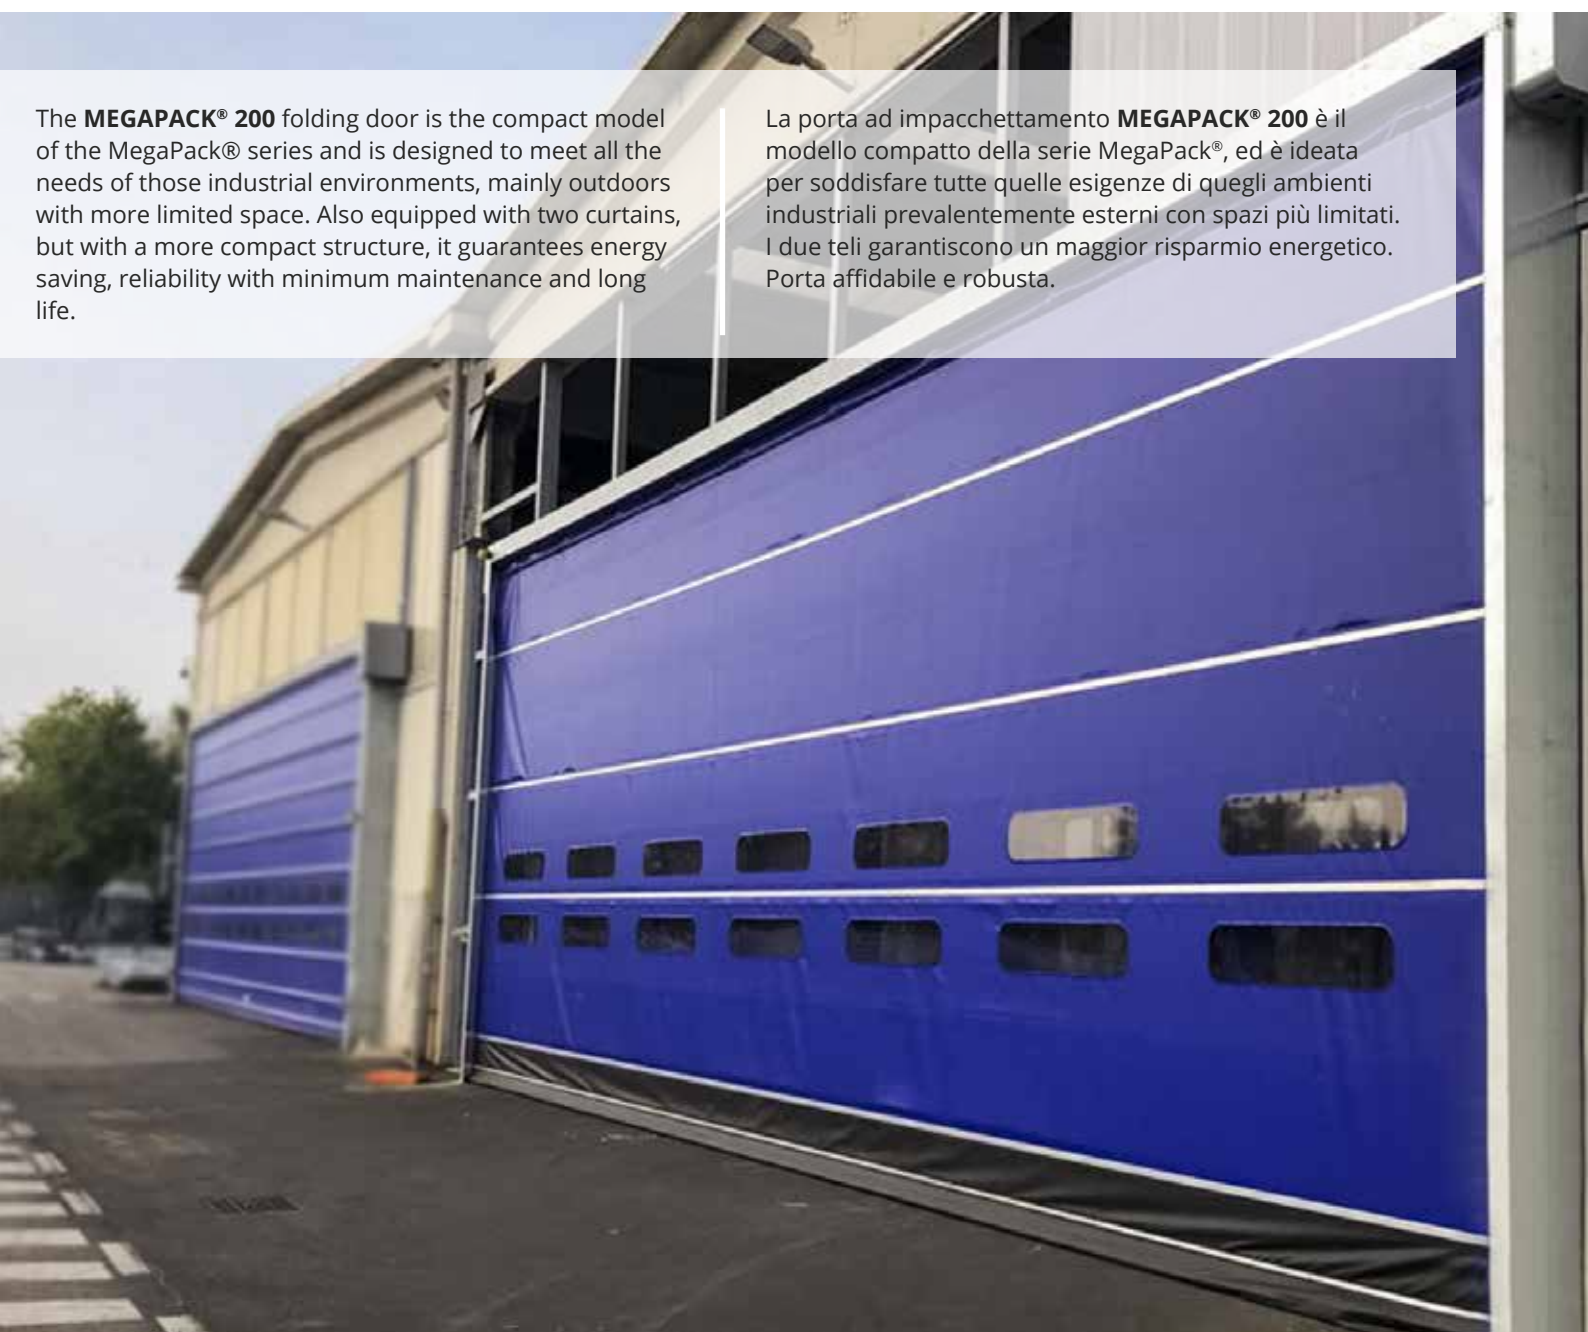 The MEGAPACK® 200 folding door is the compact model
of the MegaPack® series and is designed to meet all the
needs of those industrial environments, mainly outdoors
with more limited space. Also equipped with two curtains,
but with a more compact structure, it guarantees energy
saving, reliability with minimum maintenance and long
life.
La porta ad impacchettamento MEGAPACK® 200 è il
modello compatto della serie MegaPack®, ed è ideata
per soddisfare tutte quelle esigenze di quegli ambienti
industriali prevalentemente esterni con spazi più limitati.
I due teli garantiscono un maggior risparmio energetico.
Porta affidabile e robusta.